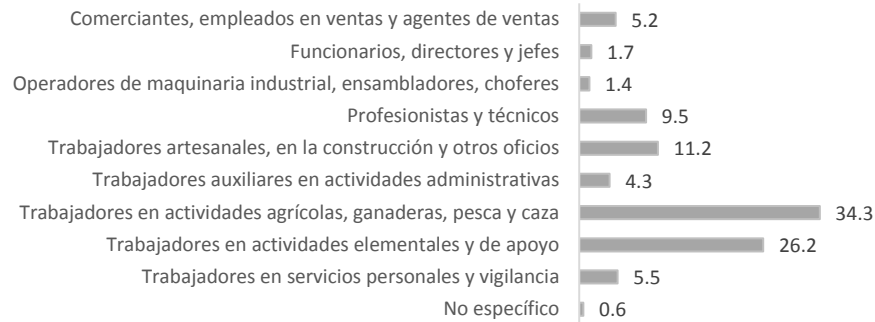 Comerciantes, empleados en ventas y agentes de ventas 5.2
Funcionarios, directores y jefes 1.7
Operadores de maquinaria industrial, ensambladores, choferes 1.4
Profesionistas y técnicos 9.5
Trabajadores artesanales, en la construcción y otros oficios 11.2
Trabajadores auxiliares en actividades administrativas 4.3
Trabajadores en actividades agrícolas, ganaderas, pesca y caza 34.3
Trabajadores en actividades elementales y de apoyo 26.2
Trabajadores en servicios personales y vigilancia 5.5
No específico 0.6